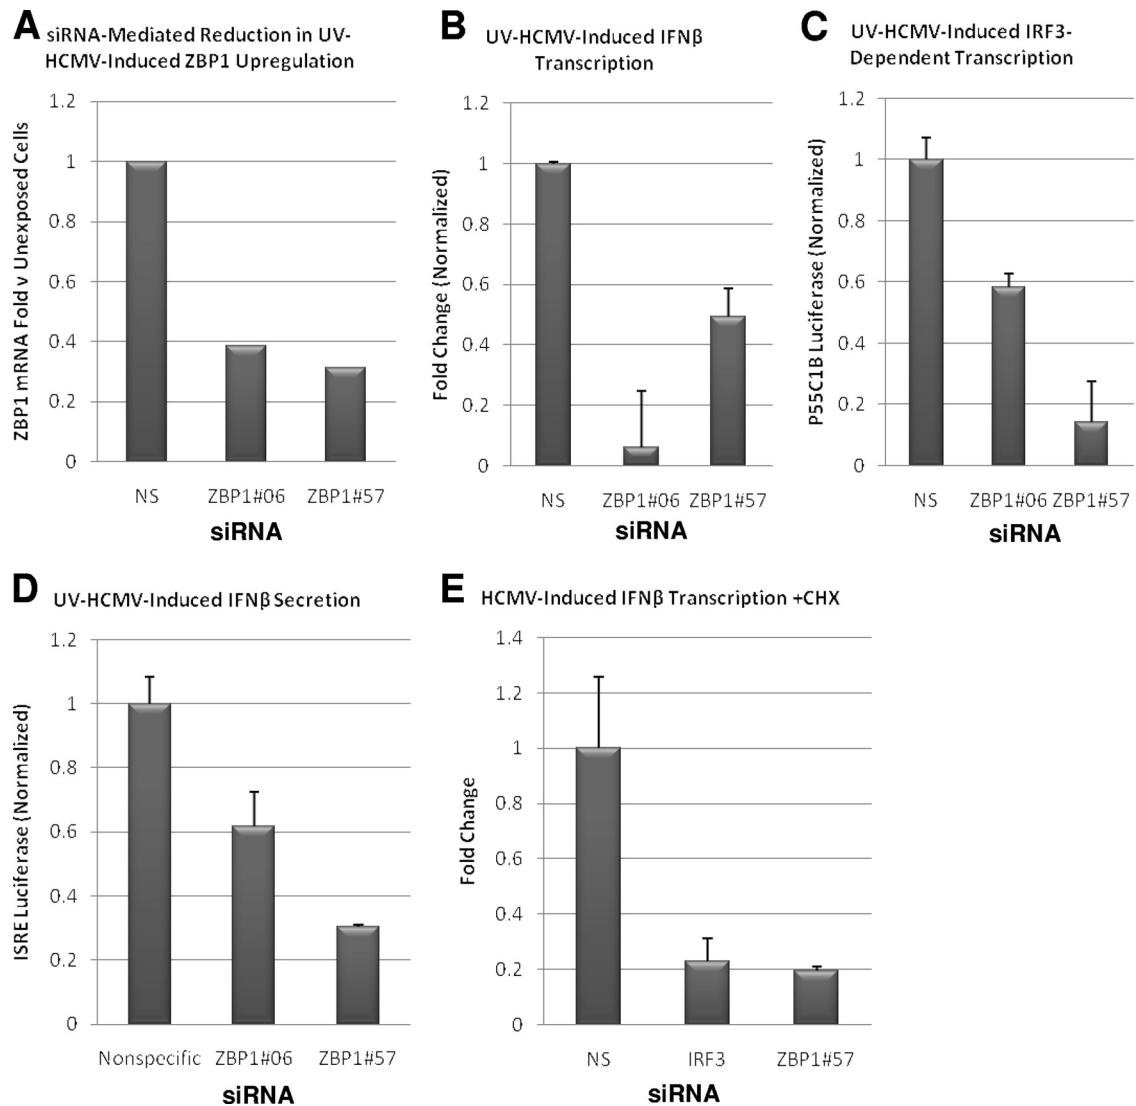 A
siRNA-Mediated Reduction in UV-
HCMV-Induced ZBP1 Upregulation
ZBP1 mRNA Fold v Unexposed Cells
1.2
1
0.8
0.6
0.4
0.2
0
NS ZBP1#06 ZBP1#57
siRNA
B
UV-HCMV-Induced IFNβ
Transcription
Fold Change (Normalized)
1.2
1
0.8
0.6
0.4
0.2
0
NS ZBP1#06 ZBP1#57
siRNA
C
UV-HCMV-Induced IRF3-
Dependent Transcription
P55C1B Luciferase (Normalized)
1.2
1
0.8
0.6
0.4
0.2
0
NS ZBP1#06 ZBP1#57
siRNA
D
UV-HCMV-Induced IFNβ Secretion
ISRE Luciferase (Normalized)
1.2
1
0.8
0.6
0.4
0.2
0
Nonspecific ZBP1#06 ZBP1#57
siRNA
E
HCMV-Induced IFNβ Transcription +CHX
Fold Change
1.4
1.2
1
0.8
0.6
0.4
0.2
0
NS IRF3 ZBP1#57
siRNA